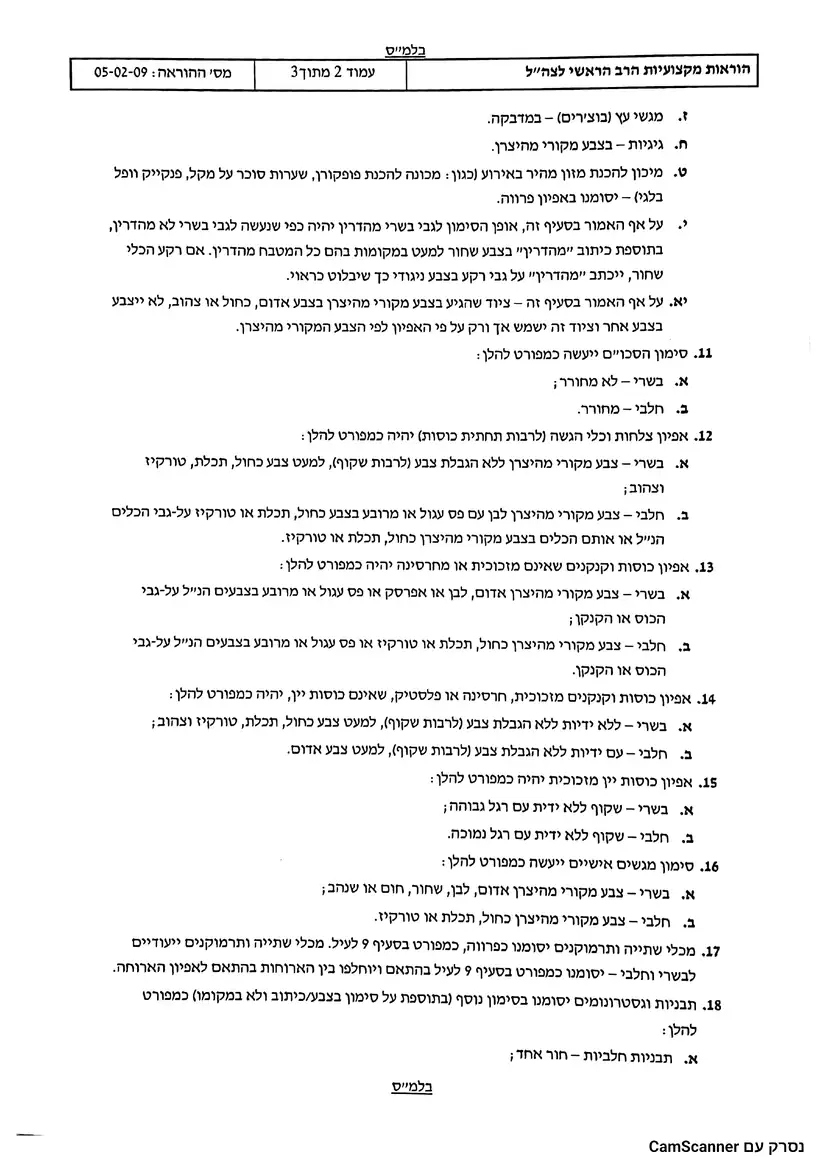 בלמ״ס
הוראות מקצועיות הרב הראשי לצה״ל עמוד 2 מתוך 3 מס׳ ההוראה: 05-02-09
ז. מגשי עץ (בוצ׳רים) – במדבקה.
ח. גיגיות – בצבע מקורי מהיצרן.
ט. מיכון להכנת מזון מהיר באירוע (כגון: מכונה להכנת פופקורן, שערות סוכר על מקל, פנקייק וופל
בלגי) – יסומנו באפיון פרווה.
י. על אף האמור בסעיף זה, אופן הסימון לגבי בשרי מהדרין יהיה כפי שנעשה לגבי בשרי לא מהדרין,
בתוספת כיתוב ״מהדרין״ בצבע שחור למעט במקומות בהם כל המטבח מהדרין. אם רקע הכלי
שחור, ייכתב ״מהדרין״ על גבי רקע בצבע ניגודי כך שיבלוט כראוי.
יא. על אף האמור בסעיף זה – ציוד שהגיע בצבע מקורי מהיצרן בצבע אדום, כחול או צהוב, לא ייצבע
בצבע אחר וציוד זה ישמש אך ורק על פי האפיון לפי הצבע המקורי מהיצרן.
11. סימון הסכו״ם ייעשה כמפורט להלן:
א. בשרי – לא מחורר;
ב. חלבי – מחורר.
12. אפיון צלחות וכלי הגשה (לרבות תחתית כוסות) יהיה כמפורט להלן:
א. בשרי – צבע מקורי מהיצרן ללא הגבלת צבע (לרבות שקוף), למעט צבע כחול, תכלת, טורקיז
וצהוב;
ב. חלבי – צבע מקורי מהיצרן לבן עם פס עגול או מרובע בצבע כחול, תכלת או טורקיז על-גבי הכלים
הנ״ל או אותם הכלים בצבע מקורי מהיצרן כחול, תכלת או טורקיז.
13. אפיון כוסות וקנקנים שאינם מזכוכית או מחרסינה יהיה כמפורט להלן:
א. בשרי – צבע מקורי מהיצרן אדום, לבן או אפרסק או פס עגול או מרובע בצבעים הנ״ל על-גבי
הכוס או הקנקן;
ב. חלבי – צבע מקורי מהיצרן כחול, תכלת או טורקיז או פס עגול או מרובע בצבעים הנ״ל על-גבי
הכוס או הקנקן.
14. אפיון כוסות וקנקנים מזכוכית, חרסינה או פלסטיק, שאינם כוסות יין, יהיה כמפורט להלן:
א. בשרי – ללא ידיות ללא הגבלת צבע (לרבות שקוף), למעט צבע כחול, תכלת, טורקיז וצהוב;
ב. חלבי – עם ידיות ללא הגבלת צבע (לרבות שקוף), למעט צבע אדום.
15. אפיון כוסות יין מזכוכית יהיה כמפורט להלן:
א. בשרי – שקוף ללא ידית עם רגל גבוהה;
ב. חלבי – שקוף ללא ידית עם רגל נמוכה.
16. סימון מגשים אישיים ייעשה כמפורט להלן:
א. בשרי – צבע מקורי מהיצרן אדום, לבן, שחור, חום או שנהב;
ב. חלבי – צבע מקורי מהיצרן כחול, תכלת או טורקיז.
17. מכלי שתייה ותרמוקנים יסומנו כפרווה, כמפורט בסעיף 9 לעיל. מכלי שתייה ותרמוקנים ייעודיים
לבשרי וחלבי – יסומנו כמפורט בסעיף 9 לעיל בהתאם ויוחלפו בין הארוחות בהתאם לאפיון הארוחה.
18. תבניות וגסטרונומים יסומנו בסימון נוסף (בתוספת על סימון בצבע/כיתוב ולא במקומו) כמפורט
להלן:
א. תבניות חלביות – חור אחד;
בלמ״ס
נסרק עם CamScanner